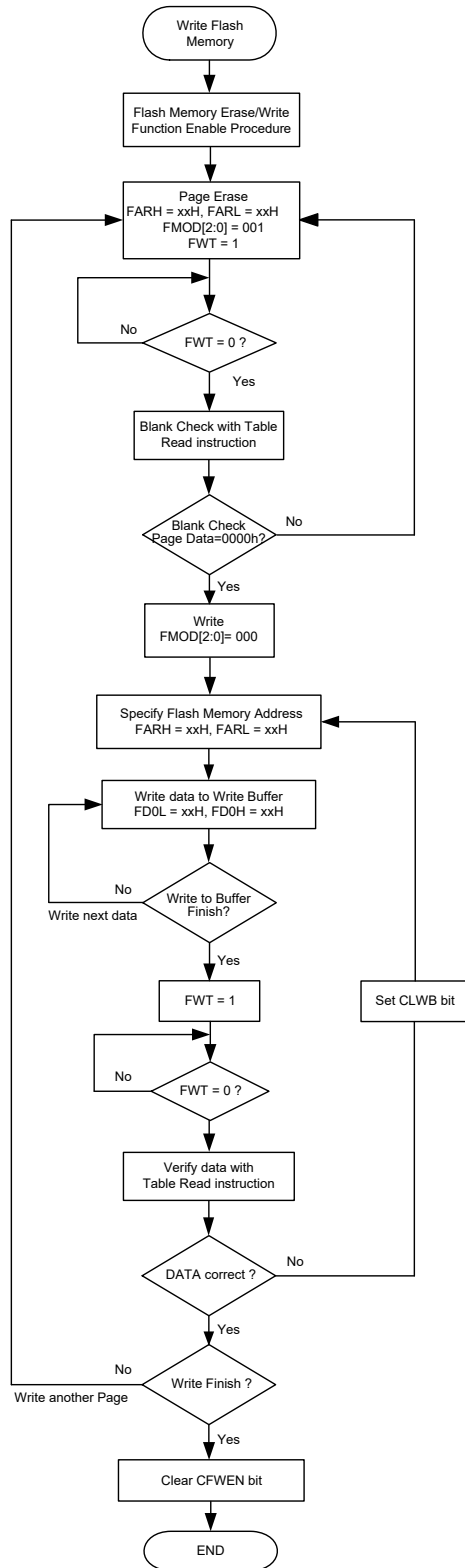 Write Flash
Memory
Flash Memory Erase/Write
Function Enable Procedure
Page Erase
FARH = xxH, FARL = xxH
FMOD[2:0] = 001
FWT = 1
No
FWT = 0 ?
Yes
Blank Check with Table
Read instruction
Blank Check
Page Data=0000h?
No
Yes
Write
FMOD[2:0]= 000
Specify Flash Memory Address
FARH = xxH, FARL = xxH
Write data to Write Buffer
FD0L = xxH, FD0H = xxH
No
Write next data
Write to Buffer
Finish?
Yes
FWT = 1
Set CLWB bit
No
FWT = 0 ?
Yes
Verify data with
Table Read instruction
DATA correct ?
No
Yes
No
Write another Page
Write Finish ?
Yes
Clear CFWEN bit
END